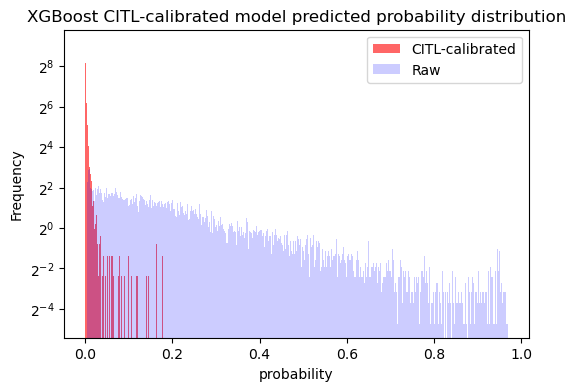 XGBoost CITL-calibrated model predicted probability distribution
CITL-calibrated
Raw
Frequency
2^8
2^6
2^4
2^2
2^0
2^−2
2^−4
0.0 0.2 0.4 0.6 0.8 1.0
probability